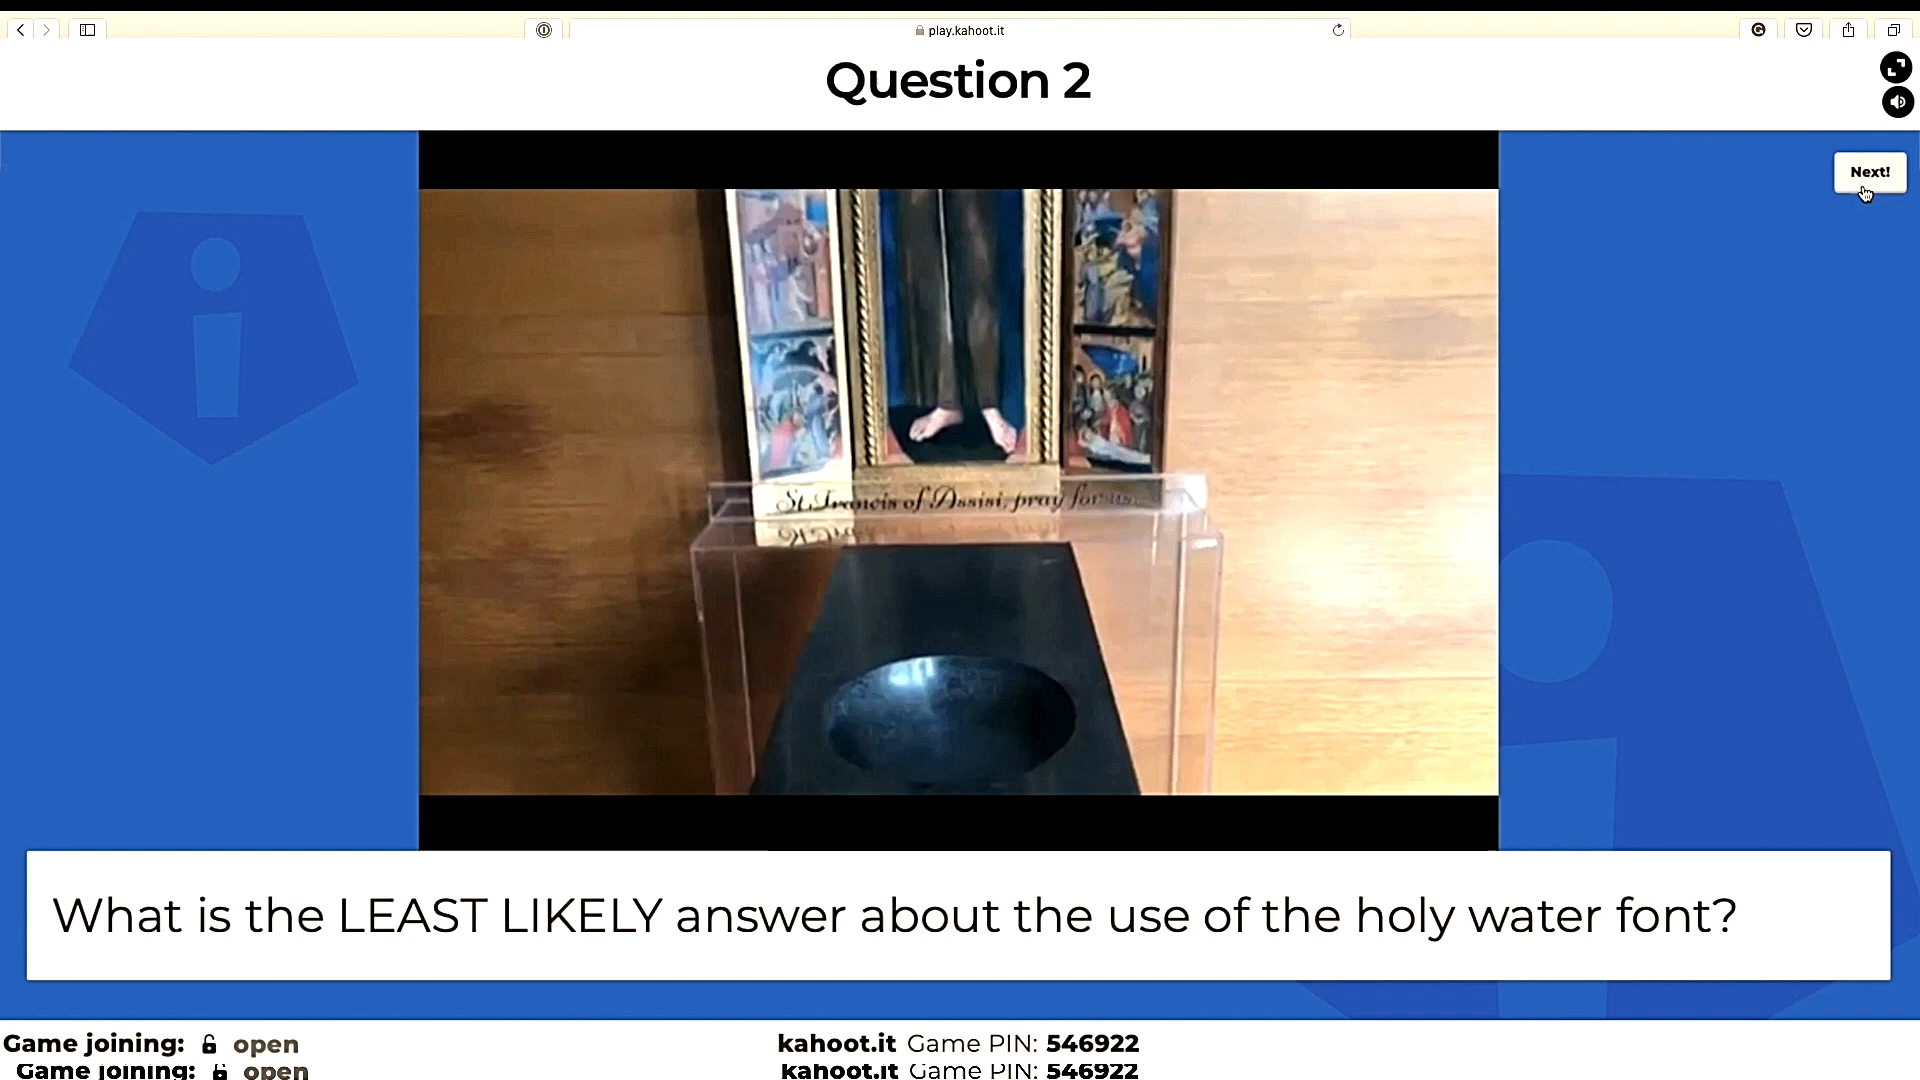 play.kahoot.it
Question 2
Next!
St. Francis of Assisi, pray for us.
What is the LEAST LIKELY answer about the use of the holy water font?
Game joining: open
kahoot.it Game PIN: 546922
Game joining: open
kahoot.it Game PIN: 546922